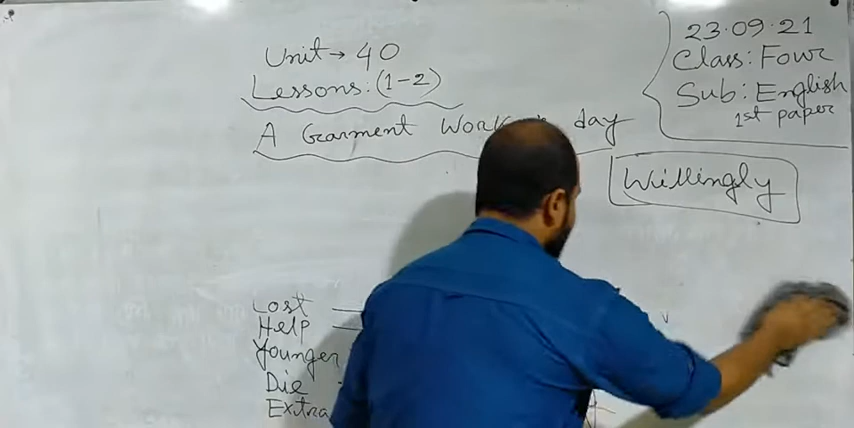 Unit → 40
Lessons: (1-2)
A Garment day
23.09.21
Class: Four
Sub: English
1st paper
Willingly
Lost
Help
Younger
Die
Extra